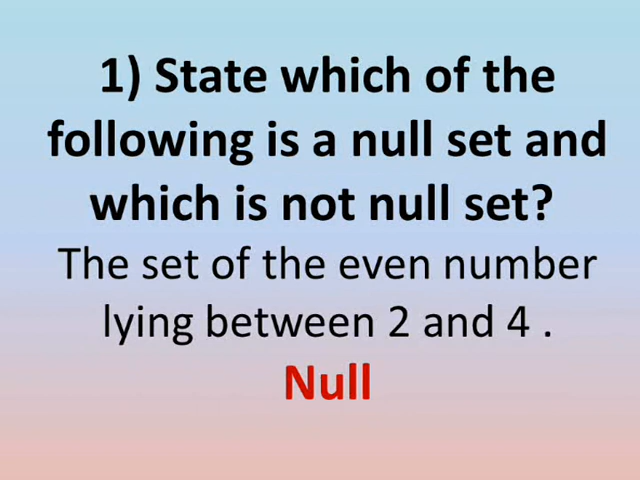 1) State which of the
following is a null set and
which is not null set?
The set of the even number
lying between 2 and 4 .
Null